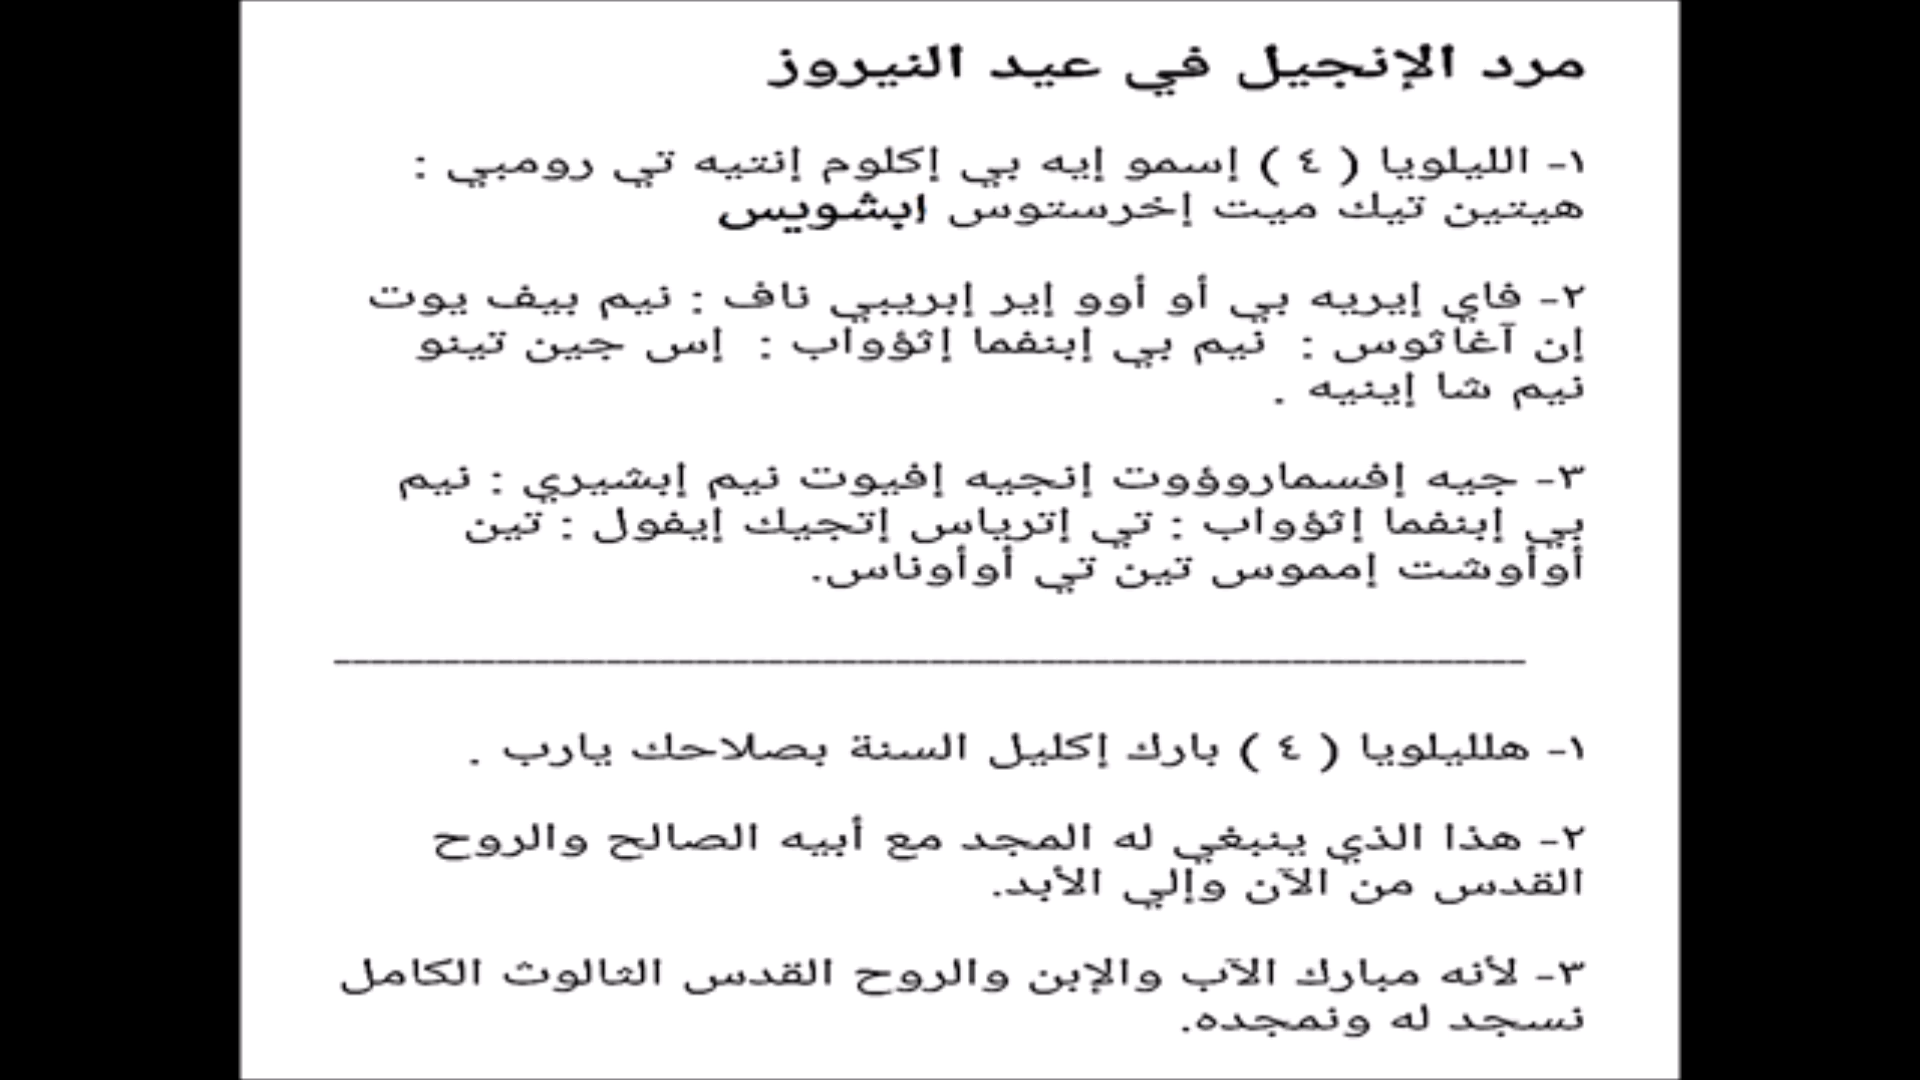 مرد الإنجيل في عيد النيروز
١- الليلويا ( ٤ ) إسمو إيه بي إكلوم إنتيه تي رومبي :
هيتين تيك ميت إخرستوس ابشويس
٢- فاي إيريه بي أو أوو إير إبريبي ناف : نيم بيف يوت
إن آغاثوس : نيم بي إبنفما إثؤواب : إس جين تينو
نيم شا إينيه .
٣- جيه إفسماروؤوت إنجيه إفيوت نيم إبشيري : نيم
بي إبنفما إثؤواب : تي إترياس إتجيك إيفول : تين
أوأوشت إمموس تين تي أوأوناس.
--------------------------------------------------------------------
١- هلليلويا ( ٤ ) بارك إكليل السنة بصلاحك يارب .
٢- هذا الذي ينبغي له المجد مع أبيه الصالح والروح
القدس من الآن وإلي الأبد.
٣- لأنه مبارك الآب والإبن والروح القدس الثالوث الكامل
نسجد له ونمجده.